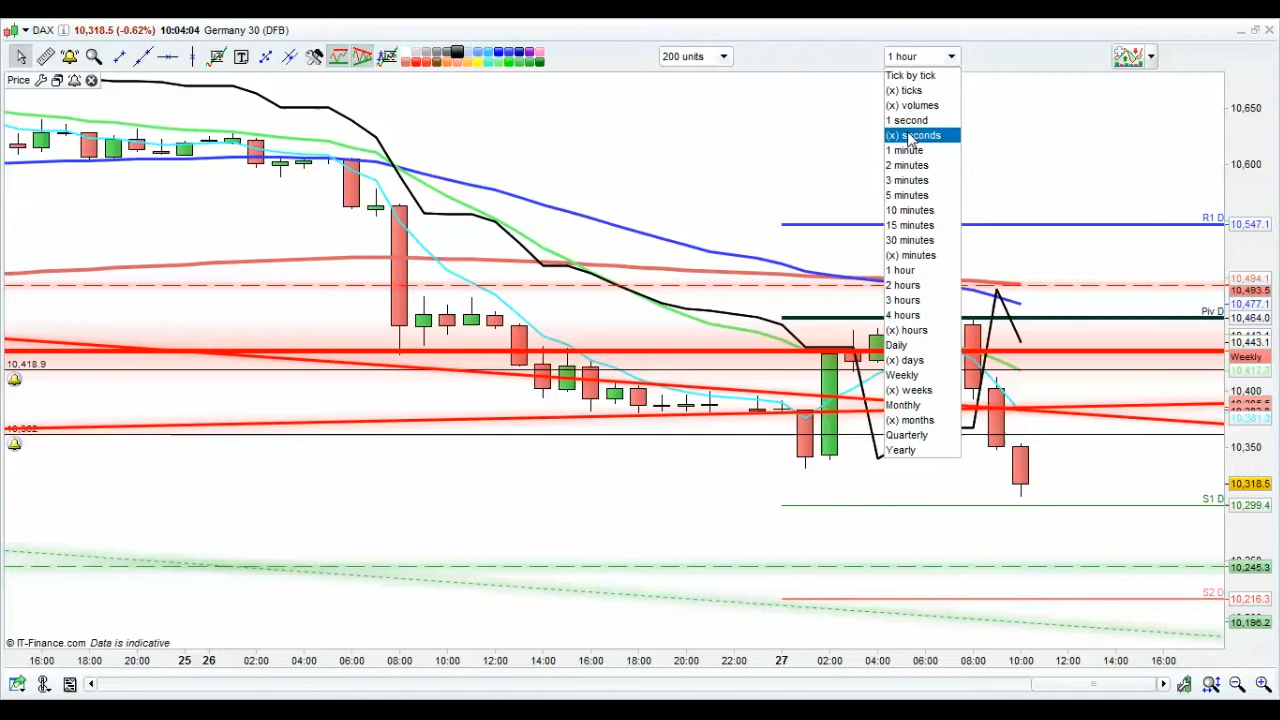 DAX 10,318.5 (-0.62%) 10:04:04 Germany 30 (DFB)
200 units
1 hour
Price
Tick by tick
(x) ticks
(x) volumes
1 second
(x) seconds
1 minute
2 minutes
3 minutes
5 minutes
10 minutes
15 minutes
30 minutes
(x) minutes
1 hour
2 hours
3 hours
4 hours
(x) hours
Daily
(x) days
Weekly
(x) weeks
Monthly
(x) months
Quarterly
Yearly
10,650
10,600
R1 D 10,547.1
10,494.1
10,493.5
10,477.1
Piv D 10,464.0
10,443.1
Weekly
10,418.9
10,417.3
10,400
10,381.3
10,350
10,318.5
S1 D 10,299.4
10,245.3
S2 D 10,216.3
10,196.2
© IT-Finance.com Data is indicative
16:00 18:00 20:00 22:00 25 26 02:00 04:00 06:00 08:00 10:00 12:00 14:00 16:00 18:00 20:00 22:00 27 02:00 04:00 06:00 08:00 10:00 12:00 14:00 16:00